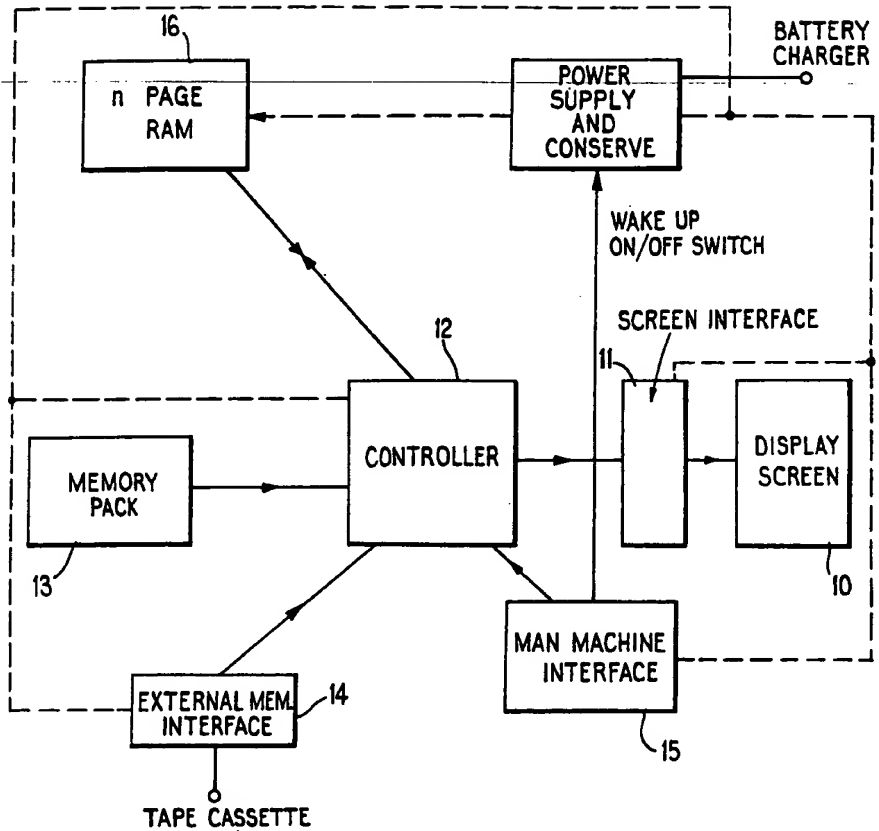 16
n PAGE
RAM
POWER
SUPPLY
AND
CONSERVE
BATTERY
CHARGER
WAKE UP
ON/OFF SWITCH
SCREEN INTERFACE
12
11
CONTROLLER
DISPLAY
SCREEN
10
MEMORY
PACK
13
MAN MACHINE
INTERFACE
15
EXTERNAL MEM.
INTERFACE
14
TAPE CASSETTE